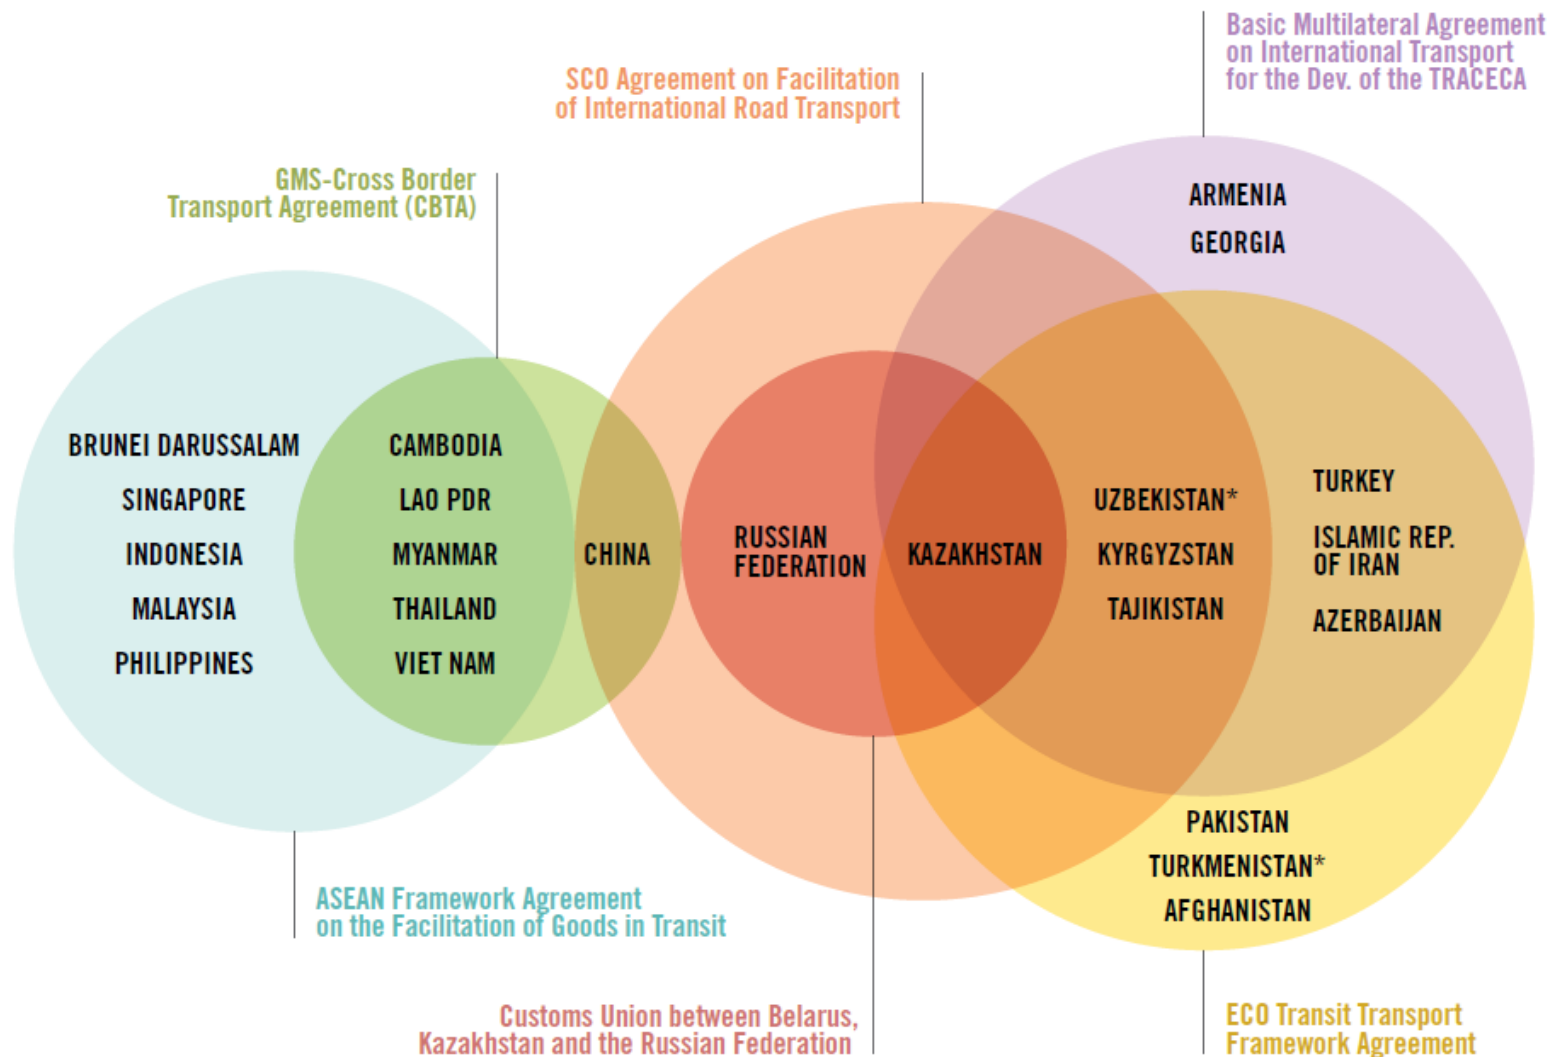 Basic Multilateral Agreement
on International Transport
for the Dev. of the TRACECA
SCO Agreement on Facilitation
of International Road Transport
GMS-Cross Border
Transport Agreement (CBTA)
ARMENIA
GEORGIA
BRUNEI DARUSSALAM
SINGAPORE
INDONESIA
MALAYSIA
PHILIPPINES
CAMBODIA
LAO PDR
MYANMAR
THAILAND
VIET NAM
CHINA
RUSSIAN
FEDERATION
KAZAKHSTAN
UZBEKISTAN*
KYRGYZSTAN
TAJIKISTAN
TURKEY
ISLAMIC REP.
OF IRAN
AZERBAIJAN
PAKISTAN
TURKMENISTAN*
AFGHANISTAN
ASEAN Framework Agreement
on the Facilitation of Goods in Transit
Customs Union between Belarus,
Kazakhstan and the Russian Federation
ECO Transit Transport
Framework Agreement